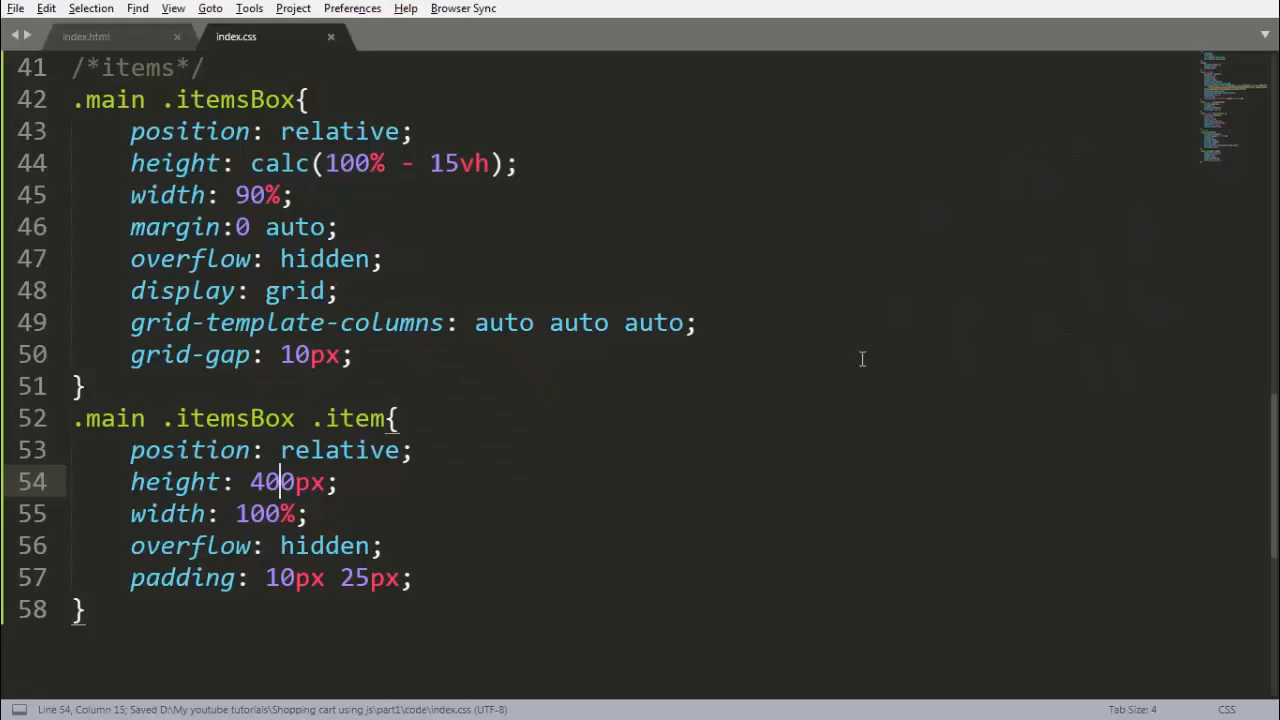 File Edit Selection Find View Goto Tools Project Preferences Help Browser Sync
index.html × index.css ×
41 /*items*/
42 .main .itemsBox{
43 position: relative;
44 height: calc(100% - 15vh);
45 width: 90%;
46 margin:0 auto;
47 overflow: hidden;
48 display: grid;
49 grid-template-columns: auto auto auto;
50 grid-gap: 10px;
51 }
52 .main .itemsBox .item{
53 position: relative;
54 height: 400px;
55 width: 100%;
56 overflow: hidden;
57 padding: 10px 25px;
58 }
Line 54, Column 15; Saved D:\My youtube tutorials\Shopping cart using js\part1\code\index.css (UTF-8) Tab Size: 4 CSS